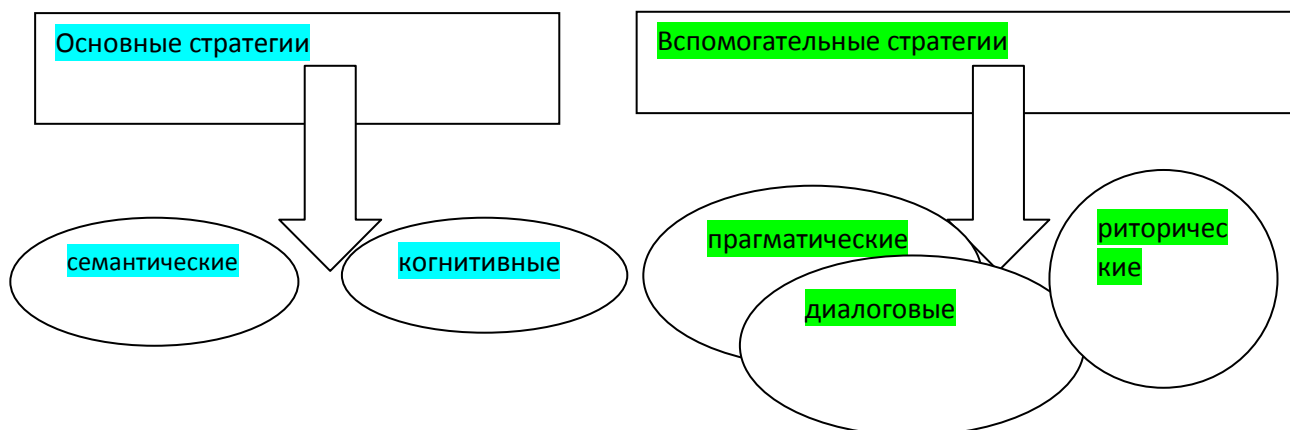 Основные стратегии
Вспомогательные стратегии
семантические
когнитивные
прагматические
диалоговые
риторичес
кие